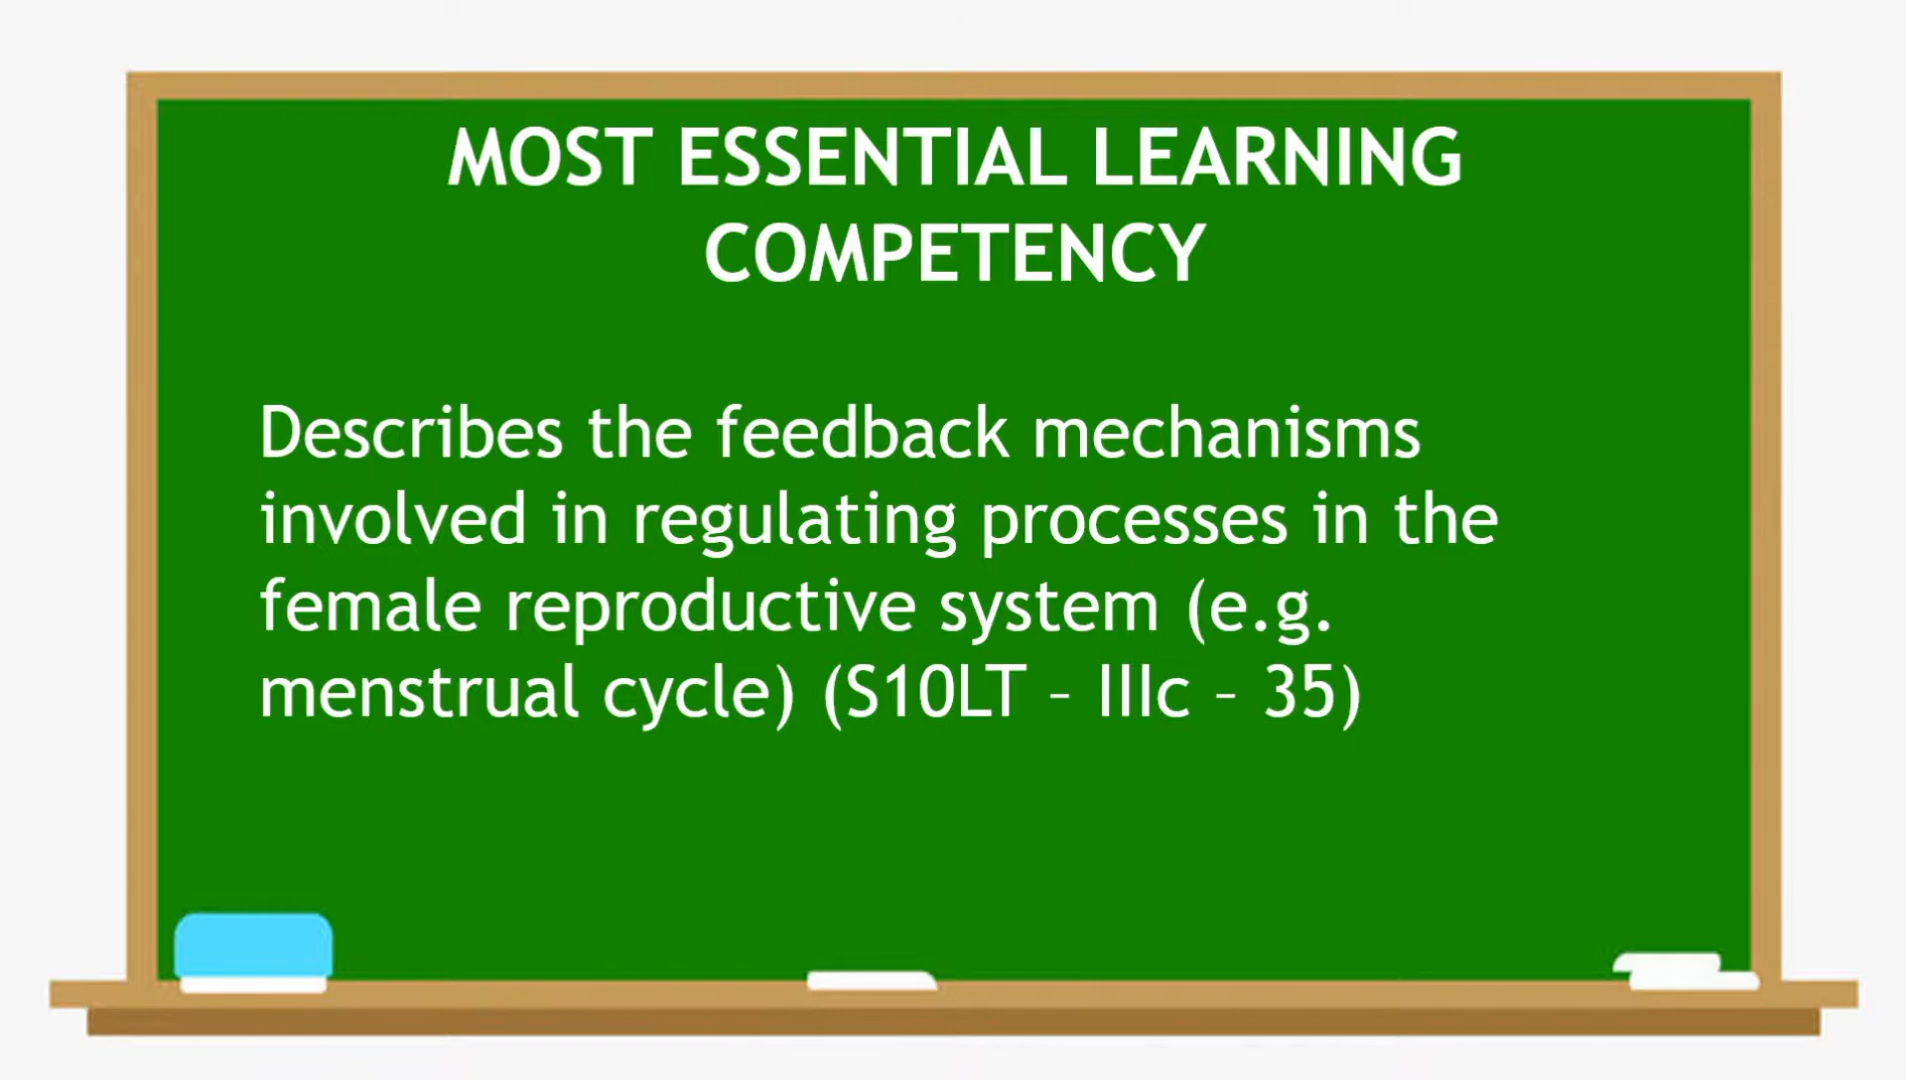 MOST ESSENTIAL LEARNING
COMPETENCY
Describes the feedback mechanisms
involved in regulating processes in the
female reproductive system (e.g.
menstrual cycle) (S10LT – IIIc – 35)